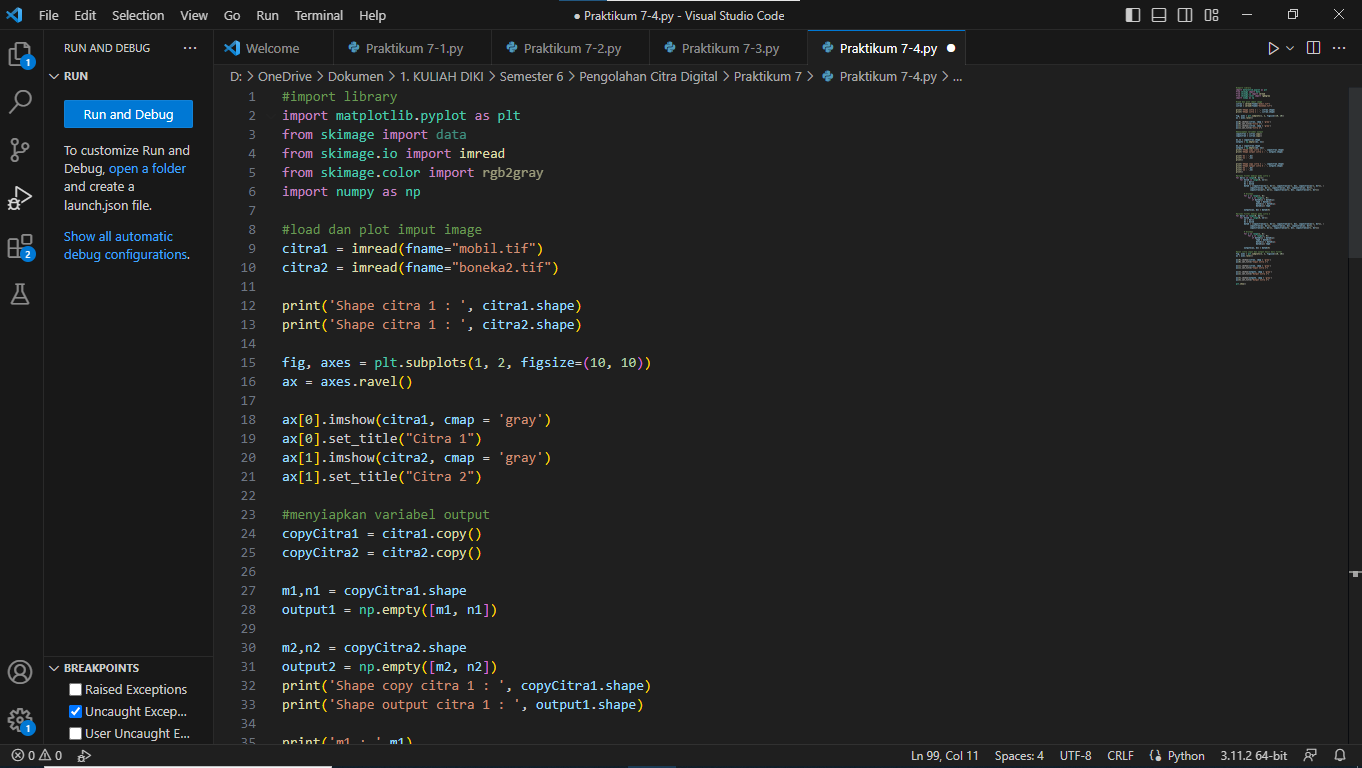 File Edit Selection View Go Run Terminal Help
● Praktikum 7-4.py - Visual Studio Code
RUN AND DEBUG ...
Welcome
Praktikum 7-1.py
Praktikum 7-2.py
Praktikum 7-3.py
Praktikum 7-4.py ●
D: > OneDrive > Dokumen > 1. KULIAH DIKI > Semester 6 > Pengolahan Citra Digital > Praktikum 7 > Praktikum 7-4.py > ...
1
2
2
RUN
Run and Debug
To customize Run and
Debug, open a folder
and create a
launch.json file.
Show all automatic
debug configurations.
BREAKPOINTS
Raised Exceptions
Uncaught Excep...
User Uncaught E...
1
1 #import library
2 import matplotlib.pyplot as plt
3 from skimage import data
4 from skimage.io import imread
5 from skimage.color import rgb2gray
6 import numpy as np
7
8 #load dan plot imput image
9 citra1 = imread(fname="mobil.tif")
10 citra2 = imread(fname="boneka2.tif")
11
12 print('Shape citra 1 : ', citra1.shape)
13 print('Shape citra 1 : ', citra2.shape)
14
15 fig, axes = plt.subplots(1, 2, figsize=(10, 10))
16 ax = axes.ravel()
17
18 ax[0].imshow(citra1, cmap = 'gray')
19 ax[0].set_title("Citra 1")
20 ax[1].imshow(citra2, cmap = 'gray')
21 ax[1].set_title("Citra 2")
22
23 #menyiapkan variabel output
24 copyCitra1 = citra1.copy()
25 copyCitra2 = citra2.copy()
26
27 m1,n1 = copyCitra1.shape
28 output1 = np.empty([m1, n1])
29
30 m2,n2 = copyCitra2.shape
31 output2 = np.empty([m2, n2])
32 print('Shape copy citra 1 : ', copyCitra1.shape)
33 print('Shape output citra 1 : ', output1.shape)
34
35 print('m1 : ',m1)
0 0
Ln 99, Col 11 Spaces: 4 UTF-8 CRLF Python 3.11.2 64-bit